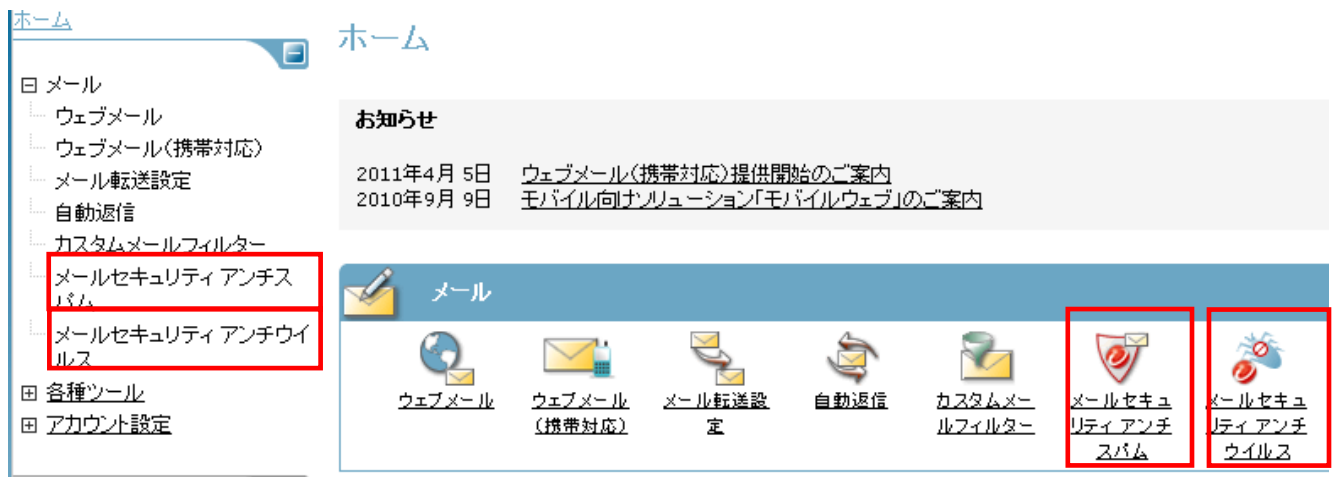 ホーム
メール
ウェブメール
ウェブメール(携帯対応)
メール転送設定
自動返信
カスタムメールフィルター
メールセキュリティ アンチス
パム
メールセキュリティ アンチウイ
ルス
各種ツール
アカウント設定
ホーム
お知らせ
2011年4月 5日 ウェブメール(携帯対応)提供開始のご案内
2010年9月 9日 モバイル向けソリューション「モバイルウェブ」のご案内
メール
ウェブメール
ウェブメール
(携帯対応)
メール転送設
定
自動返信
カスタムメー
ルフィルター
メールセキュ
リティ アンチ
スパム
メールセキュ
リティ アンチ
ウイルス